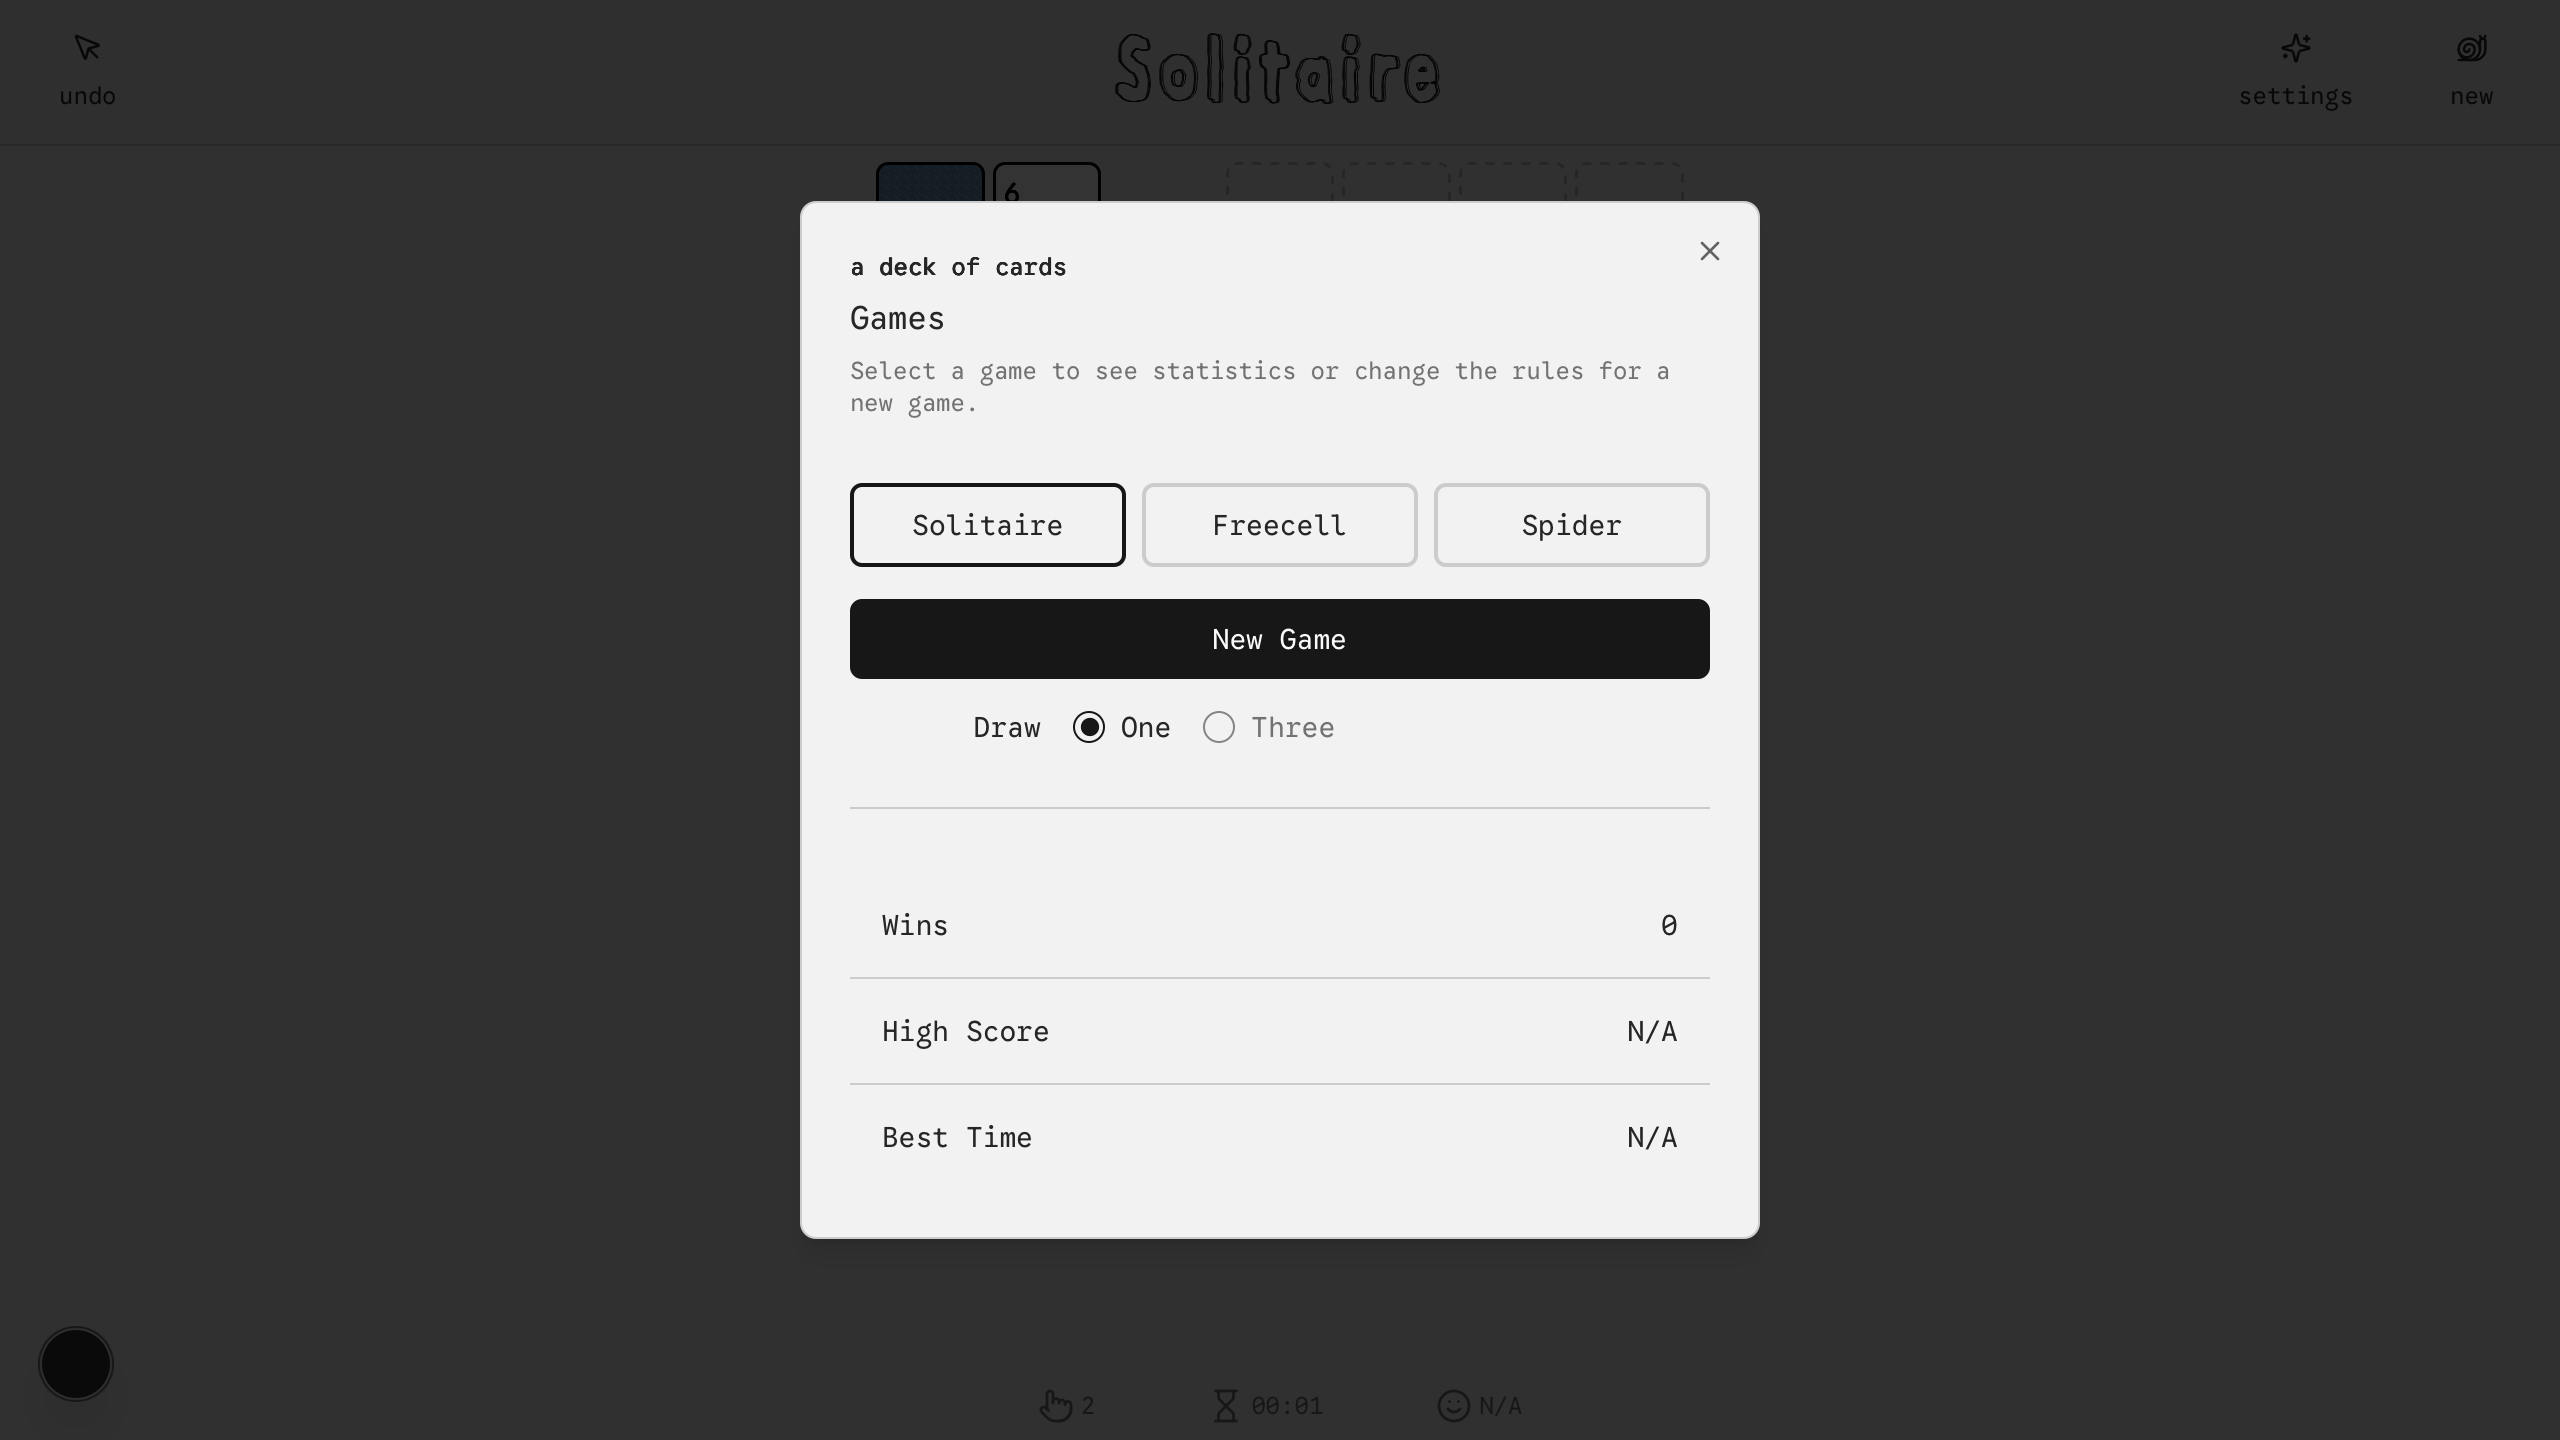 undo
Solitaire
settings
new
6
a deck of cards
Games
Select a game to see statistics or change the rules for a
new game.
Solitaire
Freecell
Spider
New Game
Draw
One
Three
Wins
0
High Score
N/A
Best Time
N/A
2
00:01
N/A